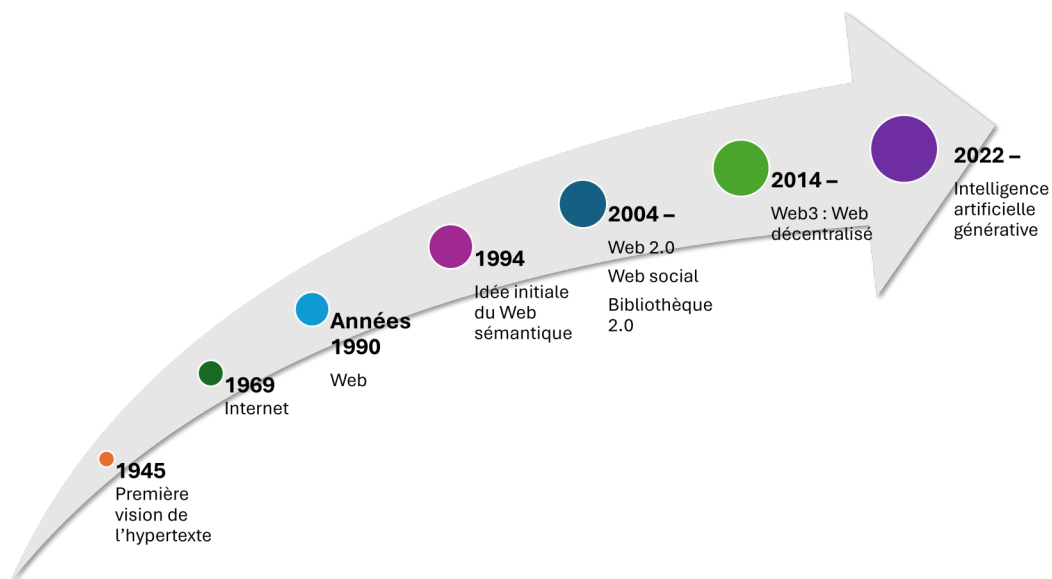 1945
Première
vision de
l’hypertexte
1969
Internet
Années
1990
Web
1994
Idée initiale
du Web
sémantique
2004 –
Web 2.0
Web social
Bibliothèque
2.0
2014 –
Web3 : Web
décentralisé
2022 –
Intelligence
artificielle
générative